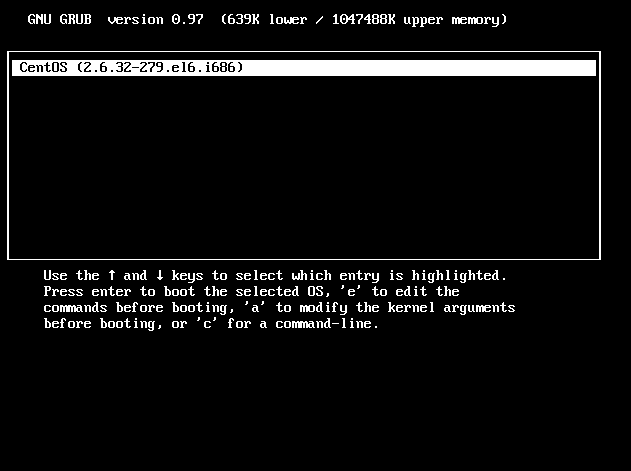 GNU GRUB  version 0.97  (639K lower / 1047488K upper memory)
CentOS (2.6.32-279.el6.i686)
Use the ↑ and ↓ keys to select which entry is highlighted.
Press enter to boot the selected OS, 'e' to edit the
commands before booting, 'a' to modify the kernel arguments
before booting, or 'c' for a command-line.